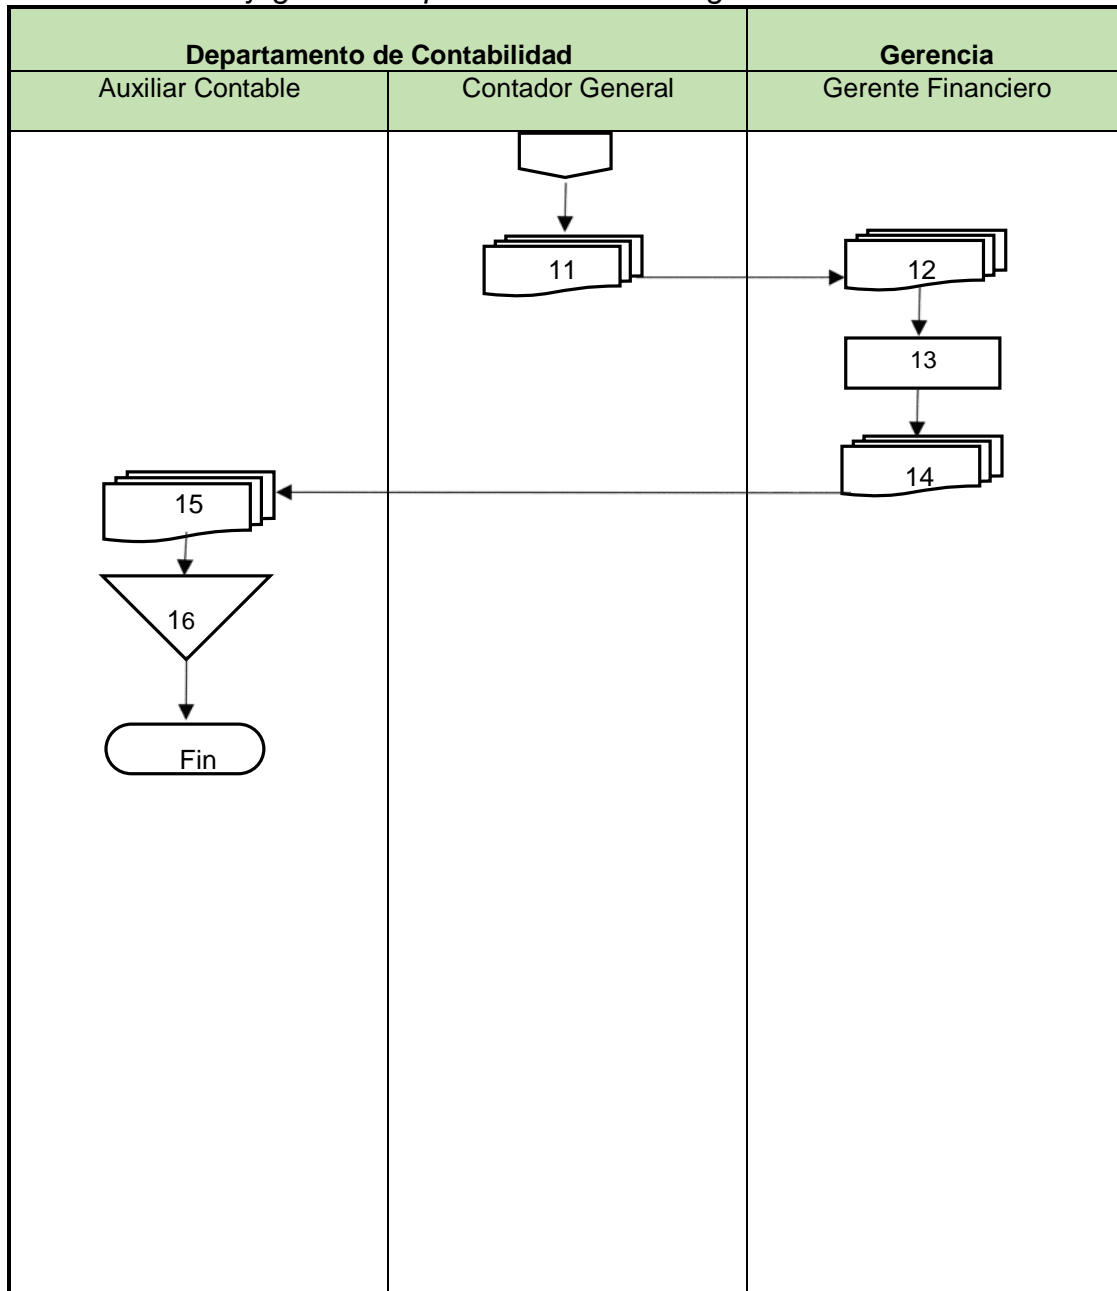 Departamento de Contabilidad Gerencia
Auxiliar Contable Contador General Gerente Financiero
11 12
13
14
15
16
Fin